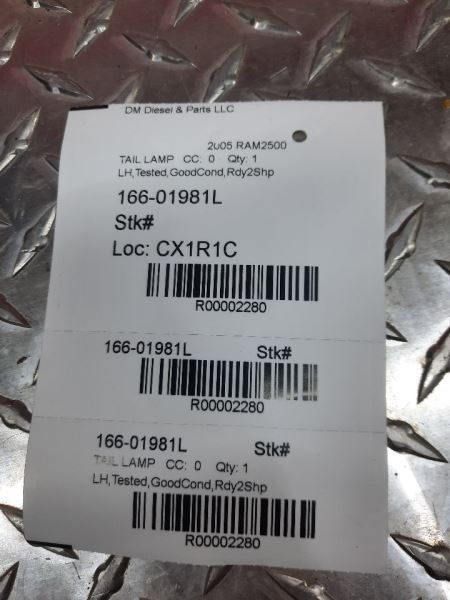 DM Diesel & Parts LLC
2005 RAM2500
TAIL LAMP CC: 0 Qty: 1
LH,Tested,GoodCond,Rdy2Shp
166-01981L
Stk#
Loc: CX1R1C
R00002280
166-01981L Stk#
R00002280
166-01981L Stk#
TAIL LAMP CC: 0 Qty: 1
LH,Tested,GoodCond,Rdy2Shp
R00002280